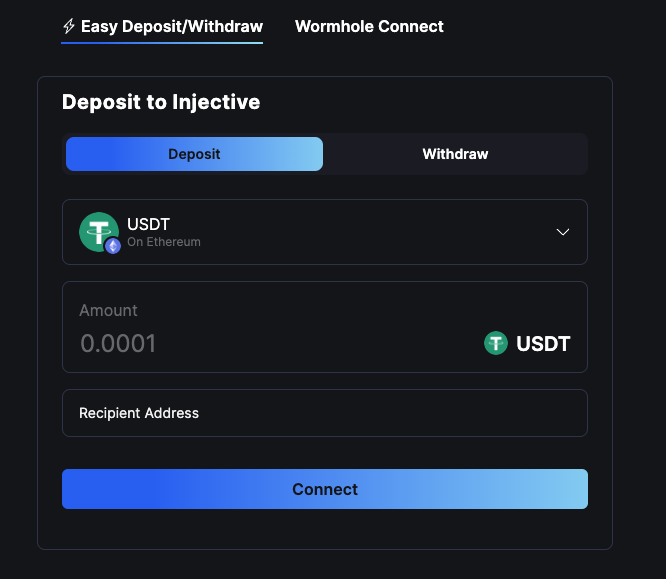 Easy Deposit/Withdraw Wormhole Connect
Deposit to Injective
Deposit Withdraw
USDT
On Ethereum
Amount
0.0001 USDT
Recipient Address
Connect